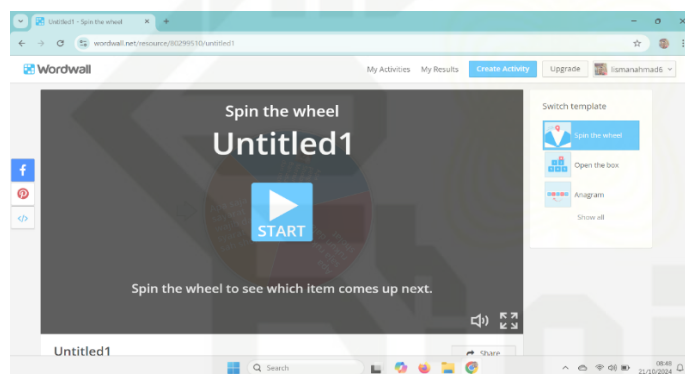 Untitled1 - Spin the wheel
wordwall.net/resource/80299510/untitled1
Wordwall
My Activities
My Results
Create Activity
Upgrade
lismanahmad6
Spin the wheel
Untitled1
START
Spin the wheel to see which item comes up next.
Switch template
Spin the wheel
Open the box
Anagram
Show all
Untitled1
Share
Search
08:48
21/10/2024